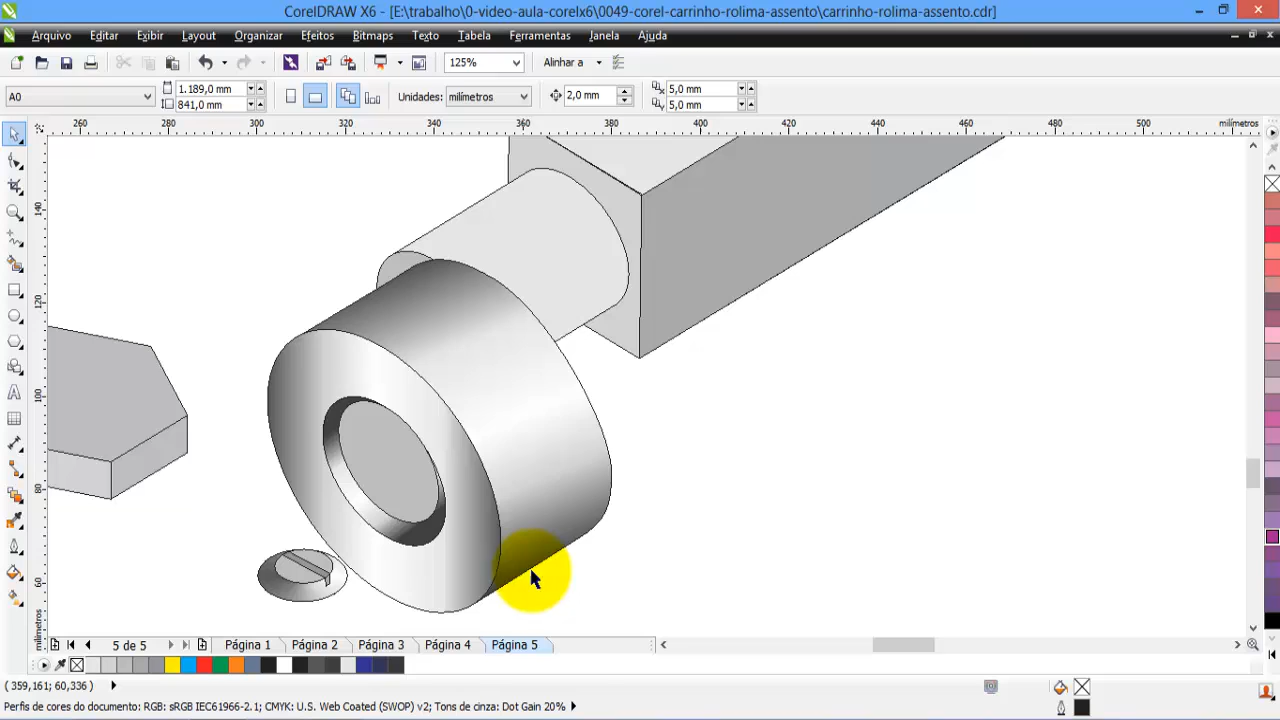 CorelDRAW X6 - [E:\trabalho\0-video-aula-corelx6\0049-corel-carrinho-rolima-assento\carrinho-rolima-assento.cdr]
Arquivo Editar Exibir Layout Organizar Efeitos Bitmaps Texto Tabela Ferramentas Janela Ajuda
125% Alinhar a
A0 1.189,0 mm 841,0 mm Unidades: milímetros 2,0 mm 5,0 mm 5,0 mm
260 300 320 340 360 380 400 420 440 460 480 500 milímetros
140
120
100
80
60
milímetros
5 de 5 Página 1 Página 2 Página 3 Página 4 Página 5
( 359,161; 60,336 )
Perfis de cores do documento: RGB: sRGB IEC61966-2.1; CMYK: U.S. Web Coated (SWOP) v2; Tons de cinza: Dot Gain 20%